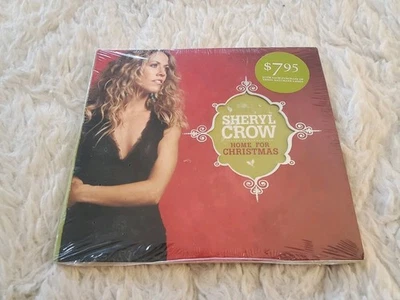 $7.95
SHERYL
CROW
HOME FOR
CHRISTMAS